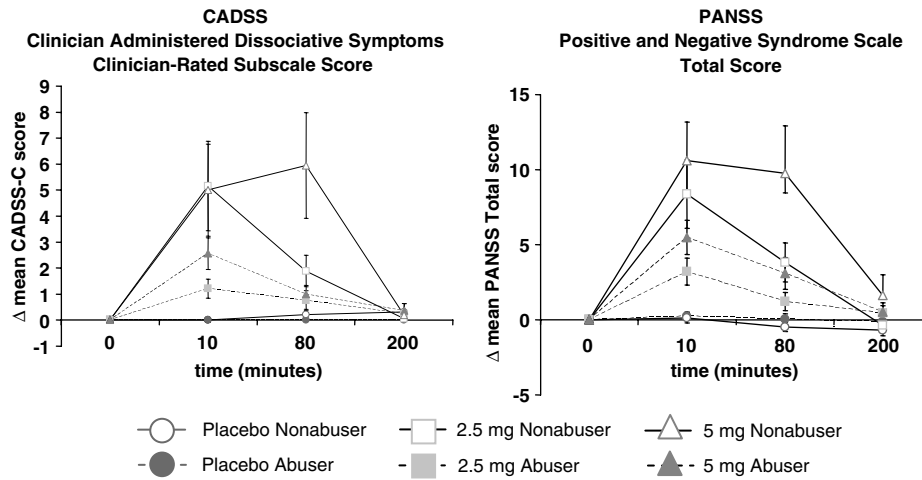 CADSS
Clinician Administered Dissociative Symptoms
Clinician-Rated Subscale Score
9
8
7
6
5
4
3
2
1
0
-1
Δ mean CADSS-C score
0 10 80 200
time (minutes)
PANSS
Positive and Negative Syndrome Scale
Total Score
15
10
5
0
-5
Δ mean PANSS Total score
0 10 80 200
time (minutes)
Placebo Nonabuser 2.5 mg Nonabuser 5 mg Nonabuser
Placebo Abuser 2.5 mg Abuser 5 mg Abuser